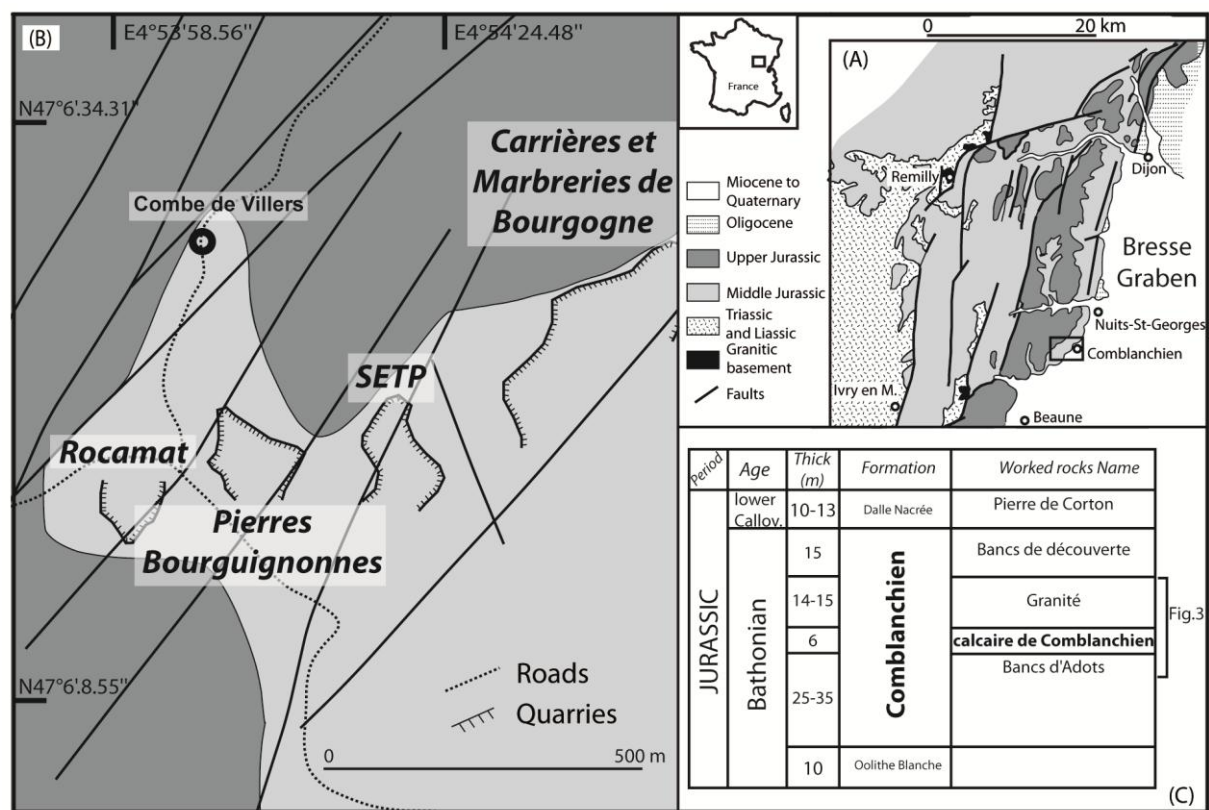 (B)
E4°53'58.56"
E4°54'24.48"
N47°6'34.31"
Carrières et
Marbreries de
Bourgogne
Combe de Villers
SETP
Rocamat
Pierres
Bourguignonnes
N47°6'8.55"
Roads
Quarries
0
500 m
France
0
20 km
(A)
Miocene to
Quaternary
Oligocene
Upper Jurassic
Middle Jurassic
Triassic
and Liassic
Granitic
basement
Faults
Remilly
Dijon
Bresse
Graben
Nuits-St-Georges
Comblanchien
Ivry en M.
Beaune
Period
Age
Thick
(m)
Formation
Worked rocks Name
JURASSIC
lower
Callov.
10-13
Dalle Nacrée
Pierre de Corton
Bathonian
Comblanchien
15
Bancs de découverte
14-15
Granité
6
calcaire de Comblanchien
25-35
Bancs d'Adots
Fig.3
10
Oolithe Blanche
(C)